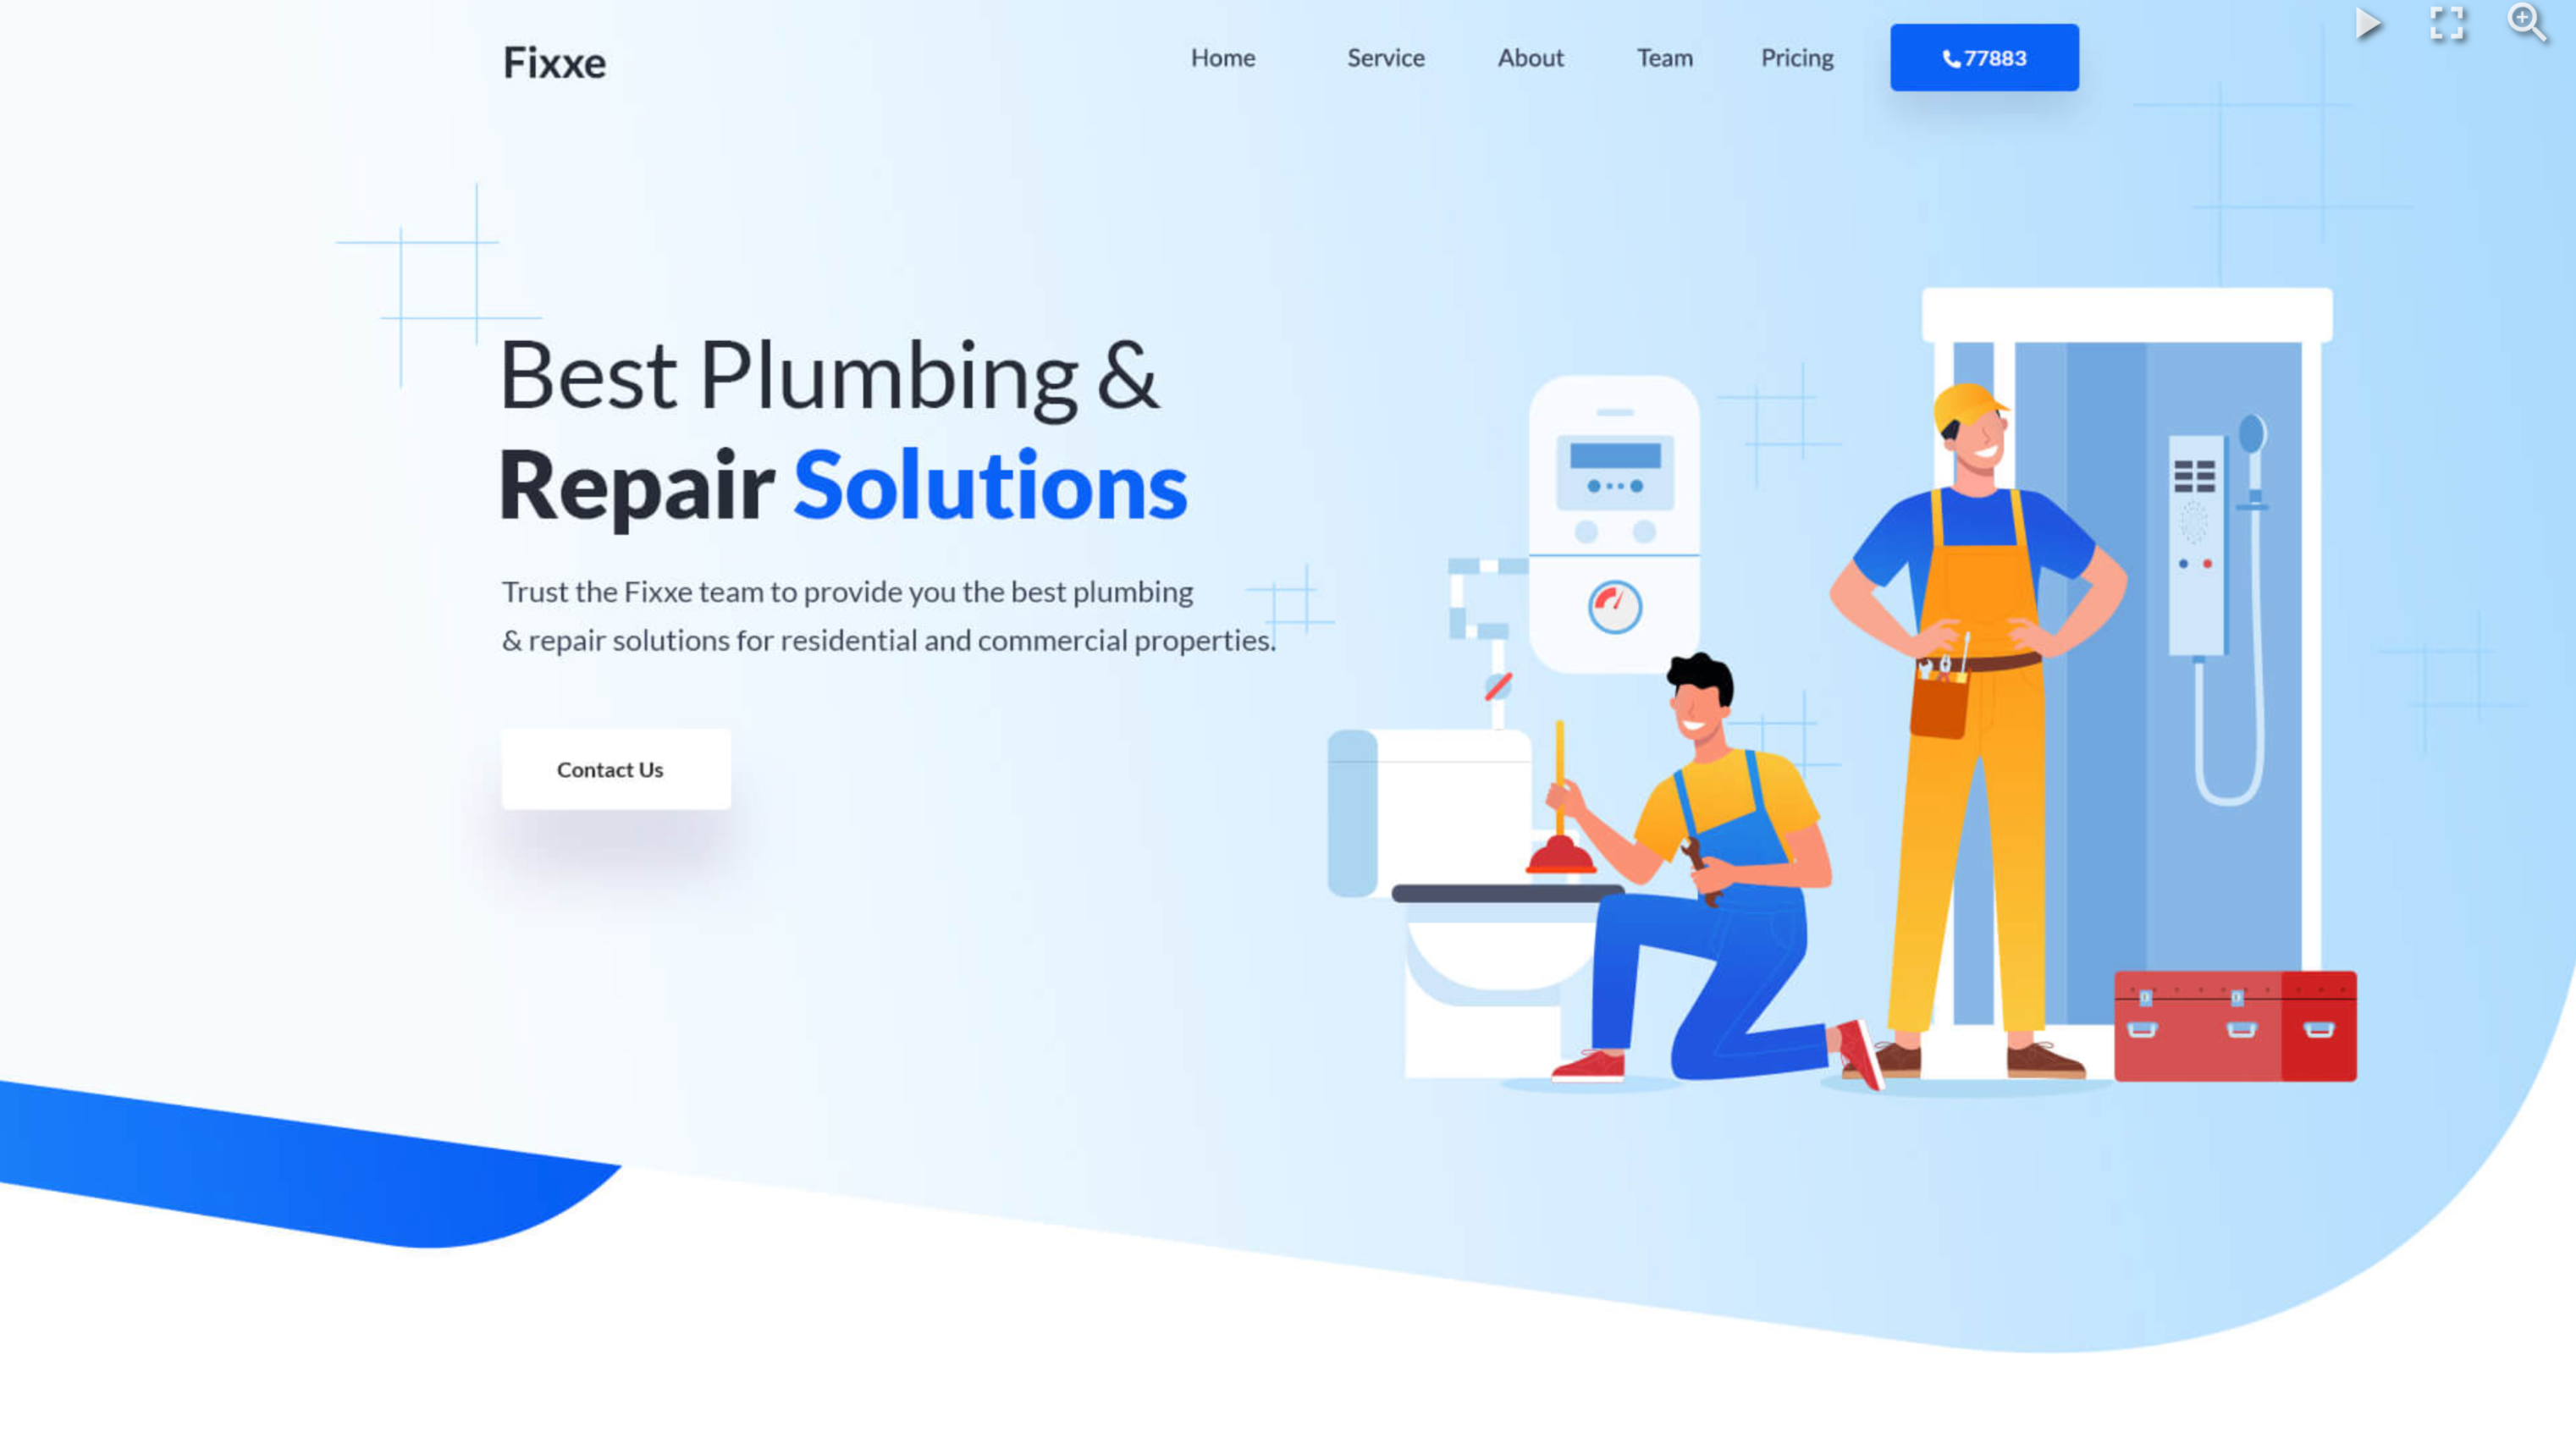 Fixxe
Home Service About Team Pricing 77883
Best Plumbing &
Repair Solutions
Trust the Fixxe team to provide you the best plumbing
& repair solutions for residential and commercial properties.
Contact Us